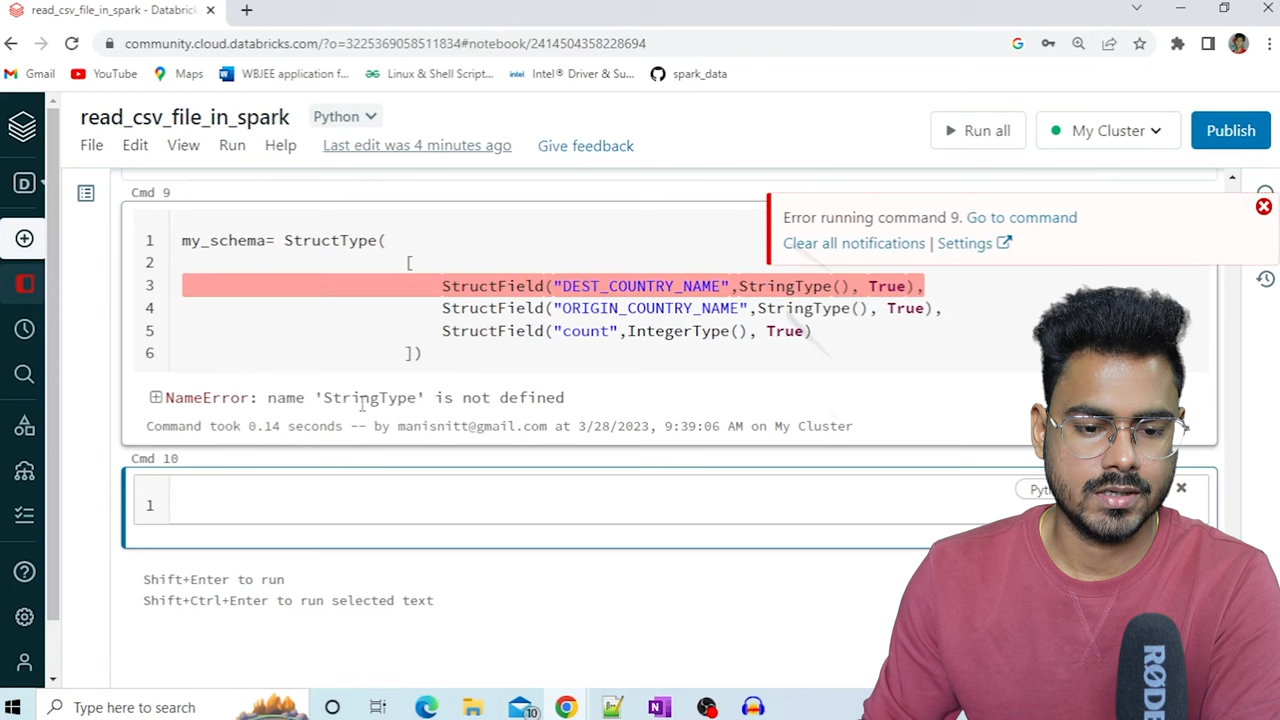 read_csv_file_in_spark - Databric
community.cloud.databricks.com/?o=3225369058511834#notebook/2414504358228694
Gmail YouTube Maps WBJEE application f... Linux & Shell Script... Intel® Driver & Su... spark_data
read_csv_file_in_spark Python
File Edit View Run Help Last edit was 4 minutes ago Give feedback
Run all My Cluster Publish
Cmd 9
Error running command 9. Go to command
Clear all notifications | Settings
1 my_schema= StructType(
2 [
3 StructField("DEST_COUNTRY_NAME",StringType(), True),
4 StructField("ORIGIN_COUNTRY_NAME",StringType(), True),
5 StructField("count",IntegerType(), True)
6 ])
NameError: name 'StringType' is not defined
Command took 0.14 seconds -- by manisnitt@gmail.com at 3/28/2023, 9:39:06 AM on My Cluster
Cmd 10
1
Shift+Enter to run
Shift+Ctrl+Enter to run selected text
D
RØDE
Type here to search
10